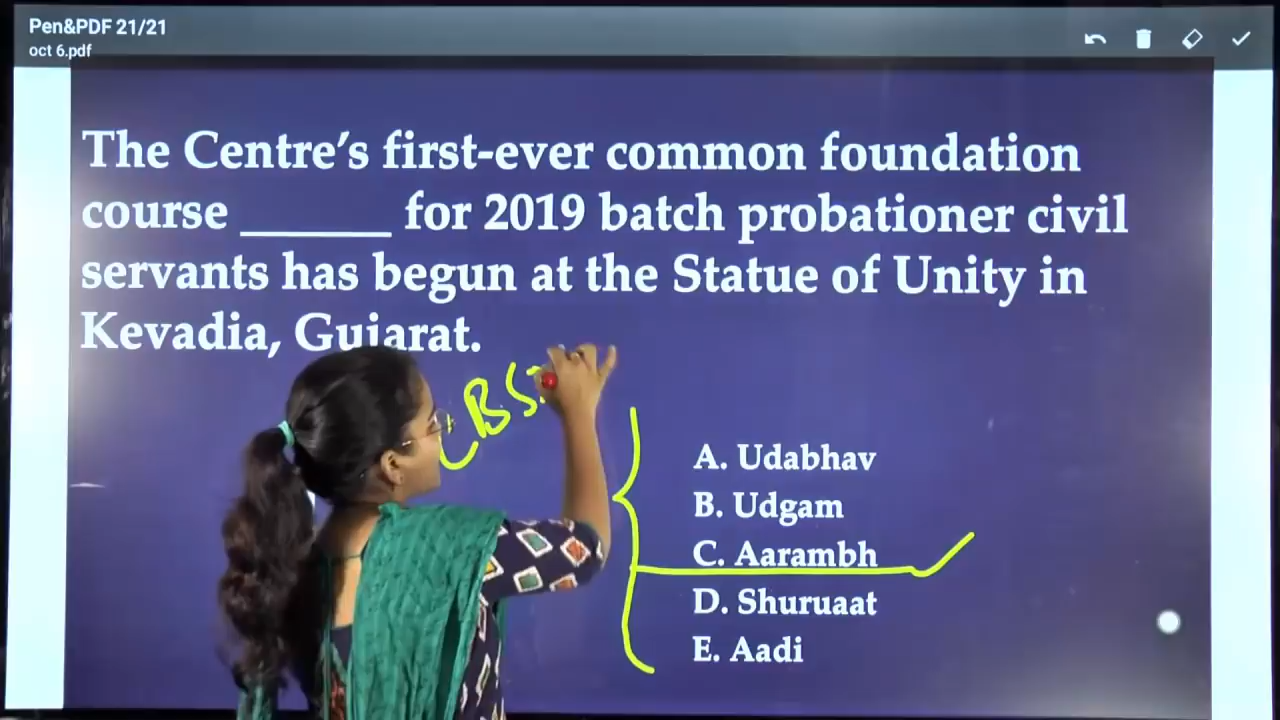 Pen&PDF 21/21
oct 6.pdf
The Centre's first-ever common foundation
course ______ for 2019 batch probationer civil
servants has begun at the Statue of Unity in
Kevadia, Gujarat.
CBS
A. Udabhav
B. Udgam
C. Aarambh
D. Shuruaat
E. Aadi